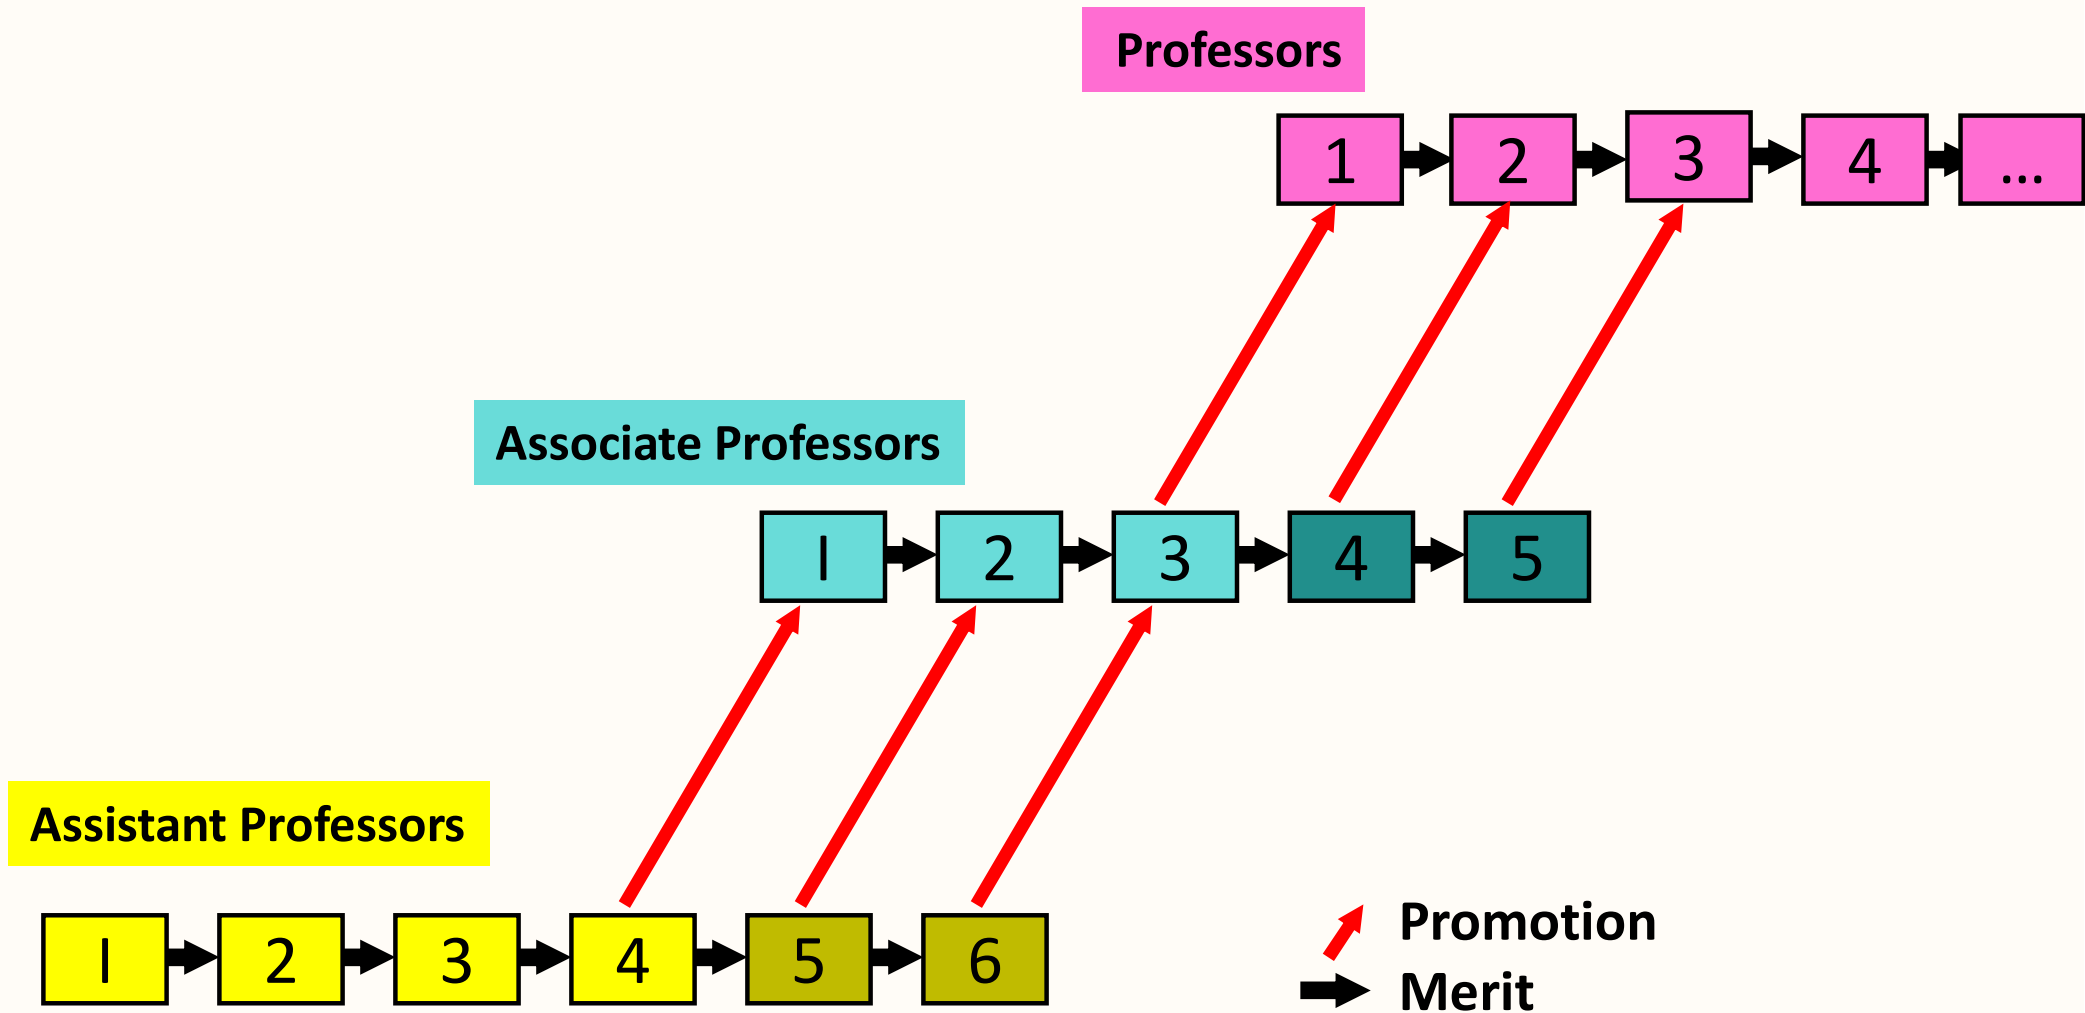 Professors
1 2 3 4 ...
Associate Professors
I 2 3 4 5
Assistant Professors
I 2 3 4 5 6
Promotion
Merit